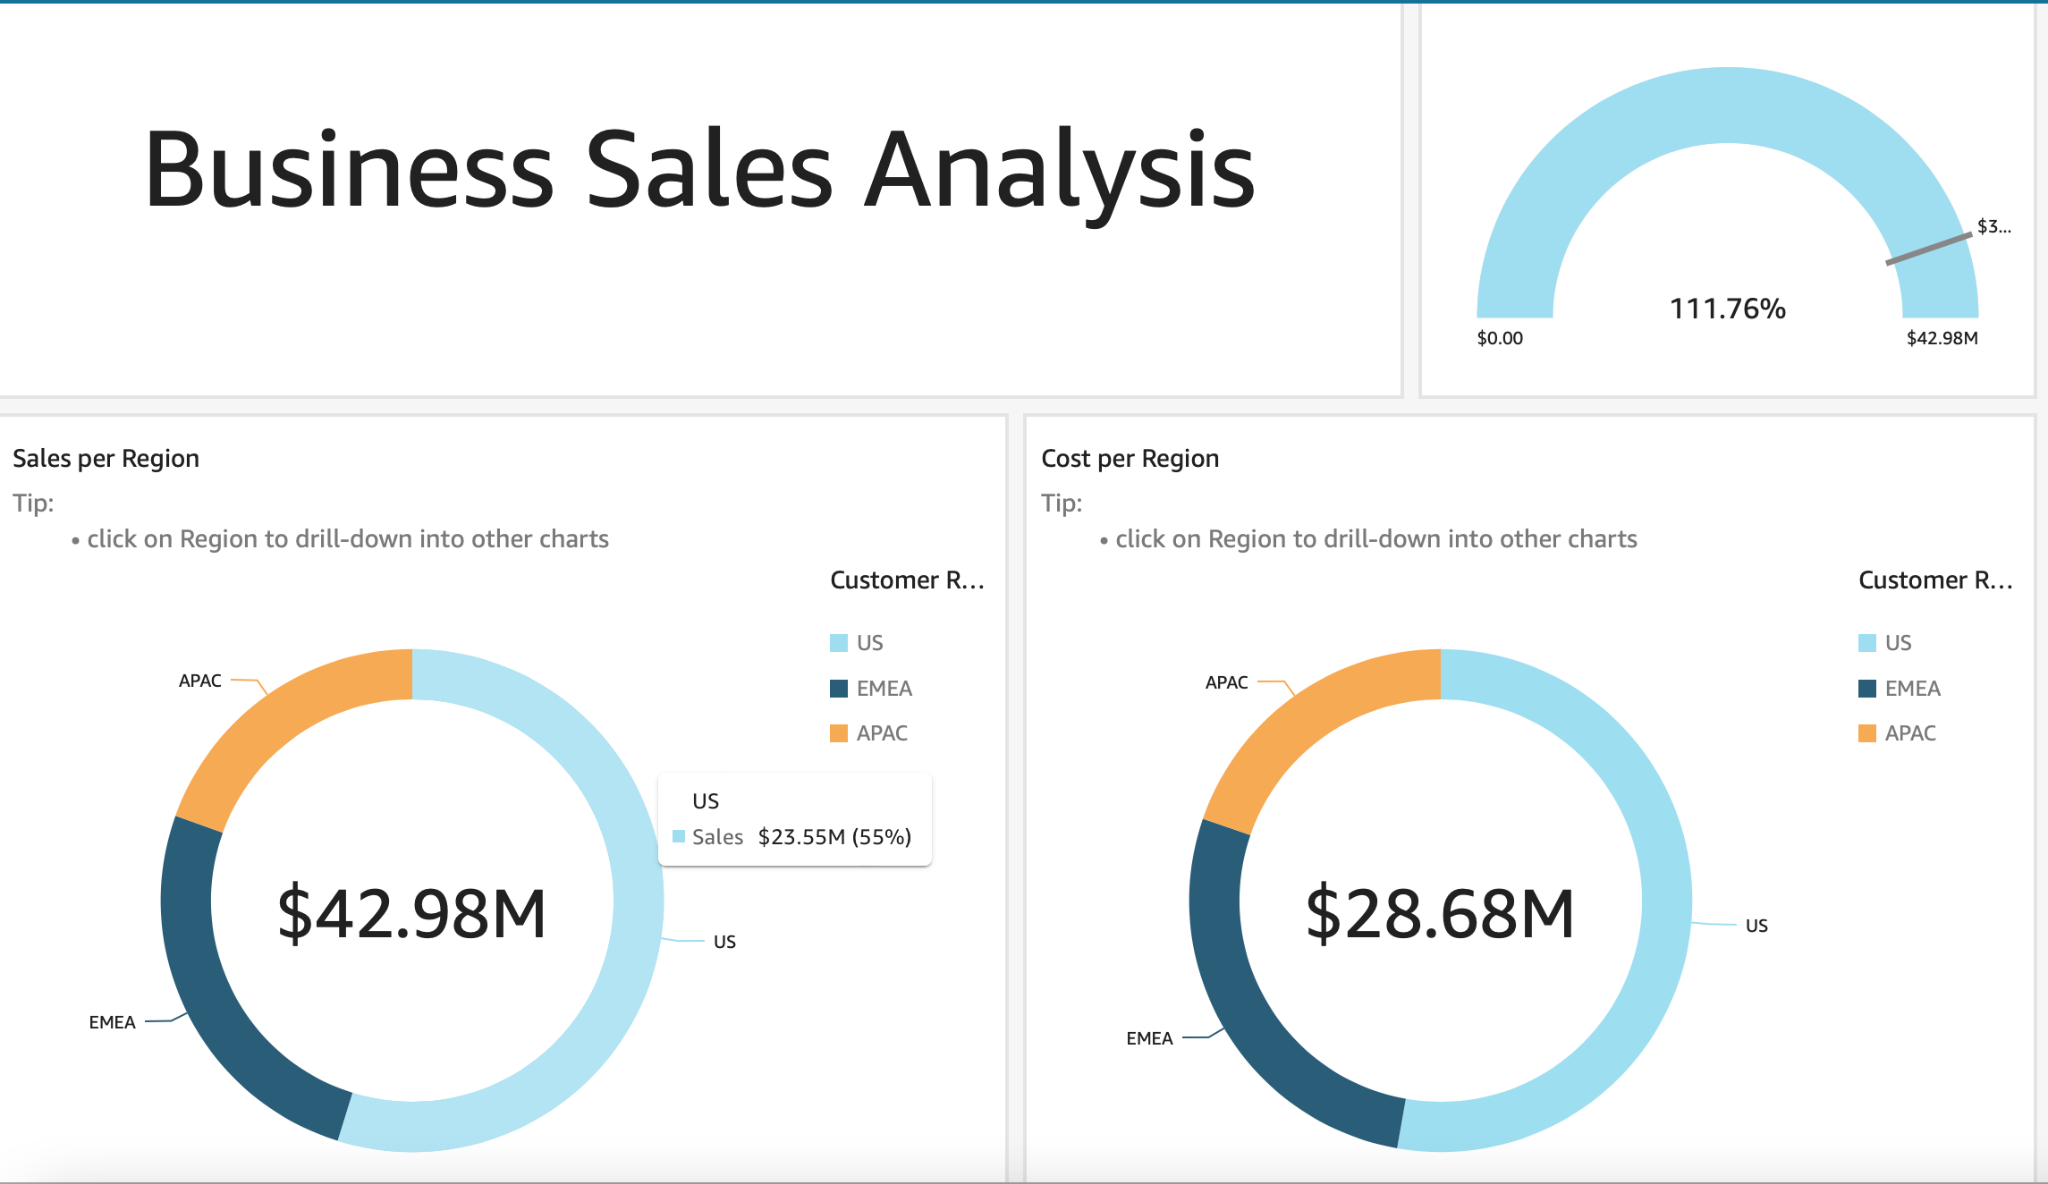 Business Sales Analysis
$3...
111.76%
$0.00
$42.98M
Sales per Region
Tip:
• click on Region to drill-down into other charts
Customer R...
US
EMEA
APAC
APAC
US
Sales $23.55M (55%)
$42.98M
US
EMEA
Cost per Region
Tip:
• click on Region to drill-down into other charts
Customer R...
US
EMEA
APAC
APAC
$28.68M
US
EMEA